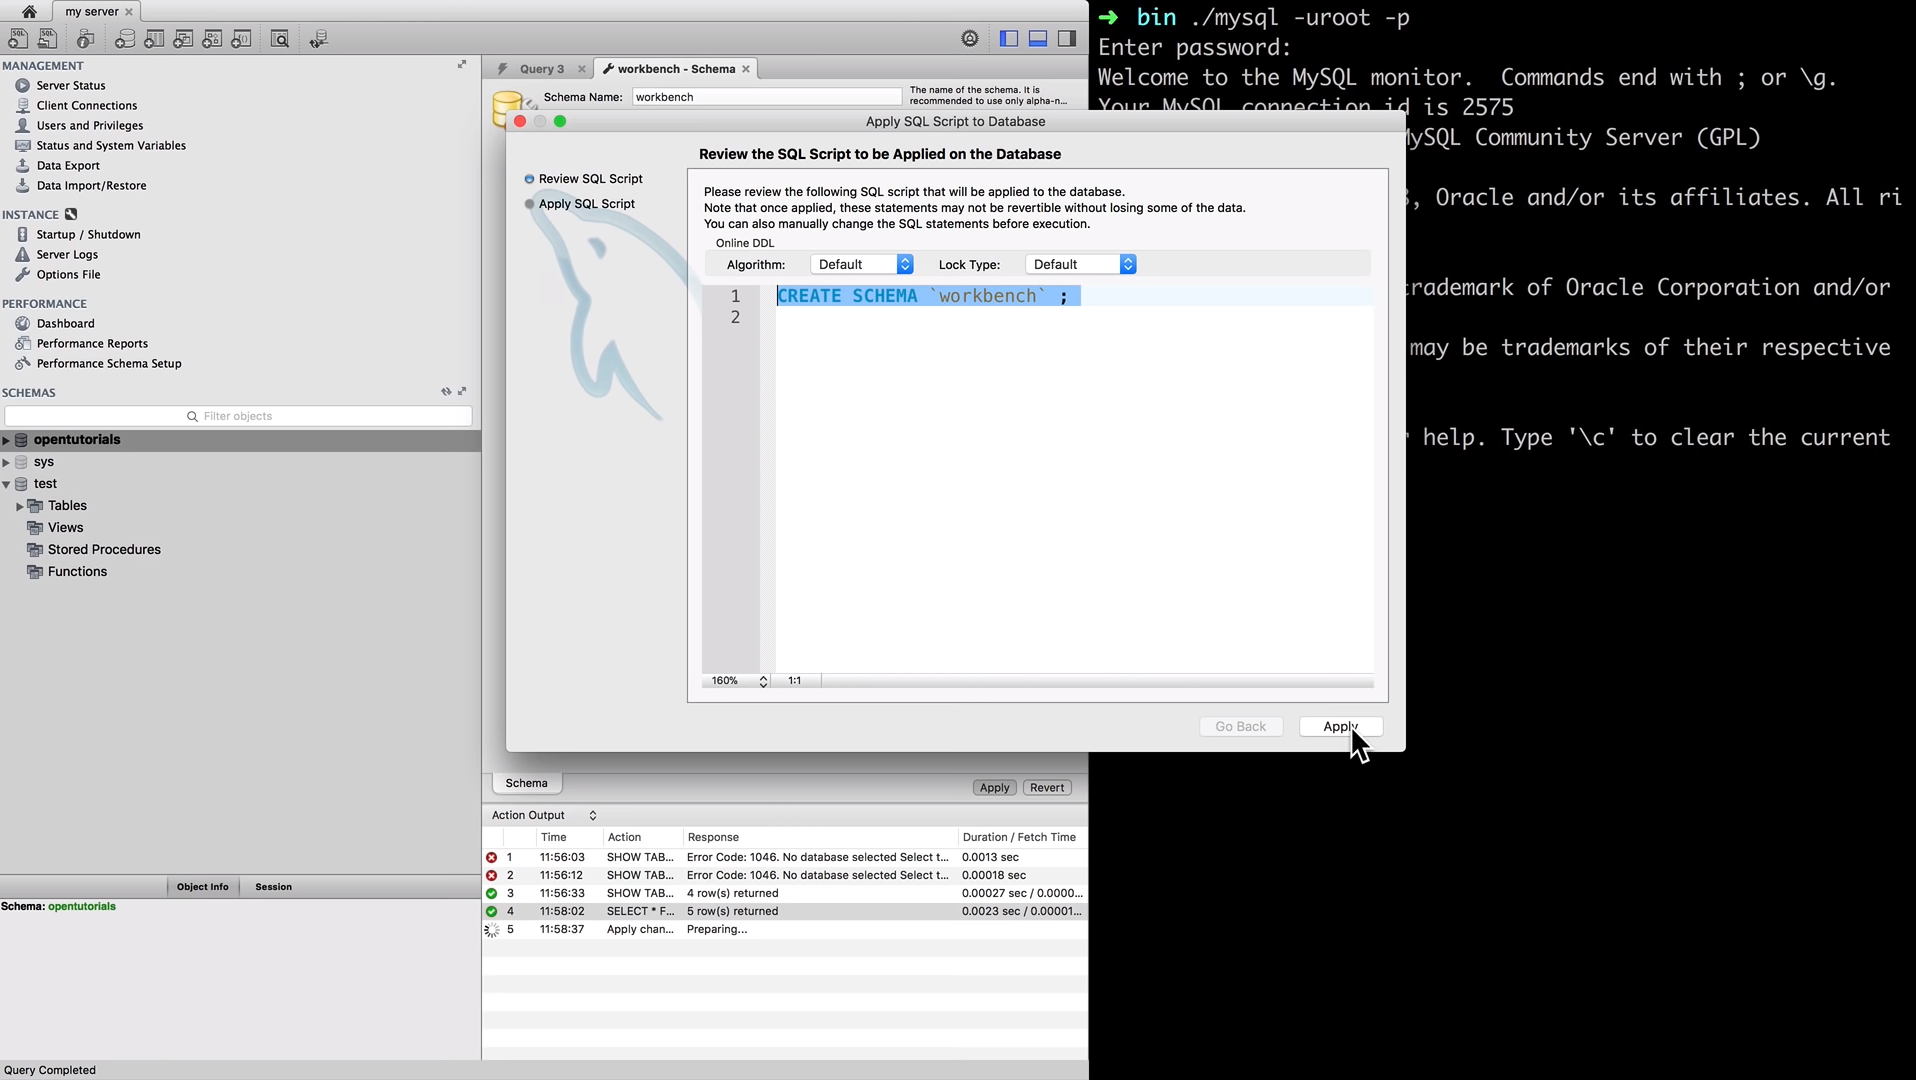 my server
MANAGEMENT
Server Status
Client Connections
Users and Privileges
Status and System Variables
Data Export
Data Import/Restore
INSTANCE
Startup / Shutdown
Server Logs
Options File
PERFORMANCE
Dashboard
Performance Reports
Performance Schema Setup
SCHEMAS
Filter objects
opentutorials
sys
test
Tables
Views
Stored Procedures
Functions
Object Info Session
Schema: opentutorials
Query Completed
Query 3 workbench - Schema
Schema Name: workbench
The name of the schema. It is
recommended to use only alpha-n...
Apply SQL Script to Database
Review SQL Script
Apply SQL Script
Review the SQL Script to be Applied on the Database
Please review the following SQL script that will be applied to the database.
Note that once applied, these statements may not be revertible without losing some of the data.
You can also manually change the SQL statements before execution.
Online DDL
Algorithm: Default Lock Type: Default
1 CREATE SCHEMA `workbench` ;
2
160% 1:1
Go Back Apply
Schema Apply Revert
Action Output
Time Action Response Duration / Fetch Time
1 11:56:03 SHOW TAB... Error Code: 1046. No database selected Select t... 0.0013 sec
2 11:56:12 SHOW TAB... Error Code: 1046. No database selected Select t... 0.00018 sec
3 11:56:33 SHOW TAB... 4 row(s) returned 0.00027 sec / 0.0000...
4 11:58:02 SELECT * F... 5 row(s) returned 0.0023 sec / 0.00001...
5 11:58:37 Apply chan... Preparing...
➜ bin ./mysql -uroot -p
Enter password:
Welcome to the MySQL monitor. Commands end with ; or \g.
Your MySQL connection id is 2575
MySQL Community Server (GPL)
, Oracle and/or its affiliates. All ri
trademark of Oracle Corporation and/or
may be trademarks of their respective
help. Type '\c' to clear the current